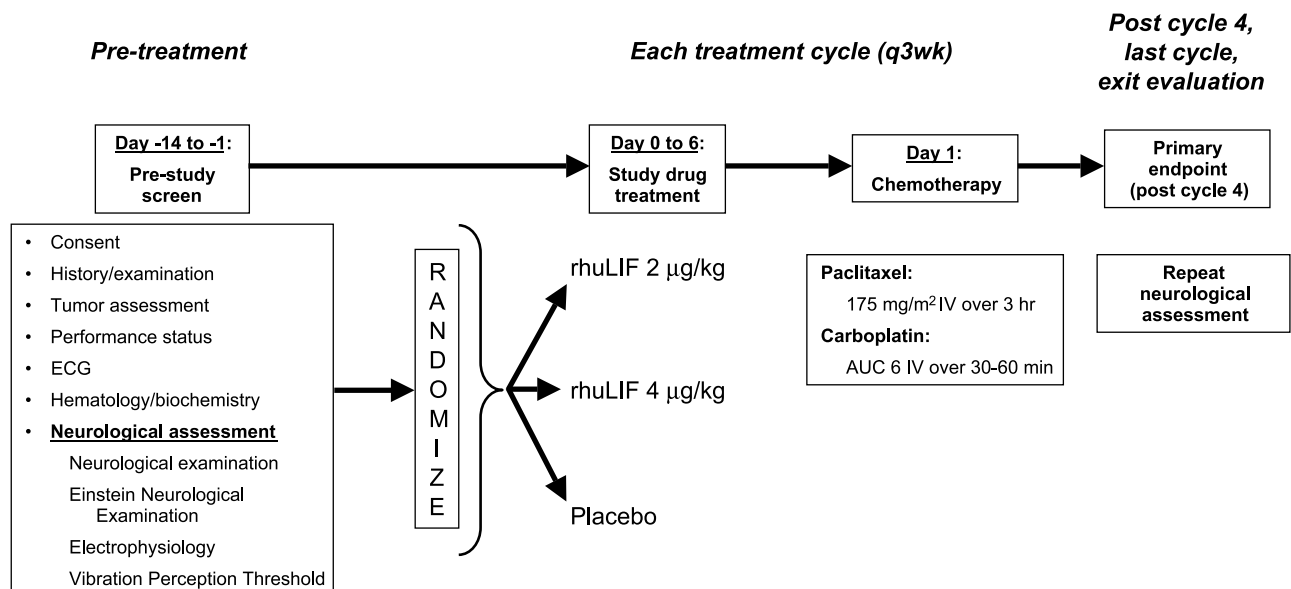 Pre-treatment
Each treatment cycle (q3wk)
Post cycle 4,
last cycle,
exit evaluation
Day -14 to -1:
Pre-study
screen
Day 0 to 6:
Study drug
treatment
Day 1:
Chemotherapy
Primary
endpoint
(post cycle 4)
• Consent
• History/examination
• Tumor assessment
• Performance status
• ECG
• Hematology/biochemistry
• Neurological assessment
Neurological examination
Einstein Neurological
Examination
Electrophysiology
Vibration Perception Threshold
R
A
N
D
O
M
I
Z
E
rhuLIF 2 μg/kg
rhuLIF 4 μg/kg
Placebo
Paclitaxel:
175 mg/m² IV over 3 hr
Carboplatin:
AUC 6 IV over 30-60 min
Repeat
neurological
assessment